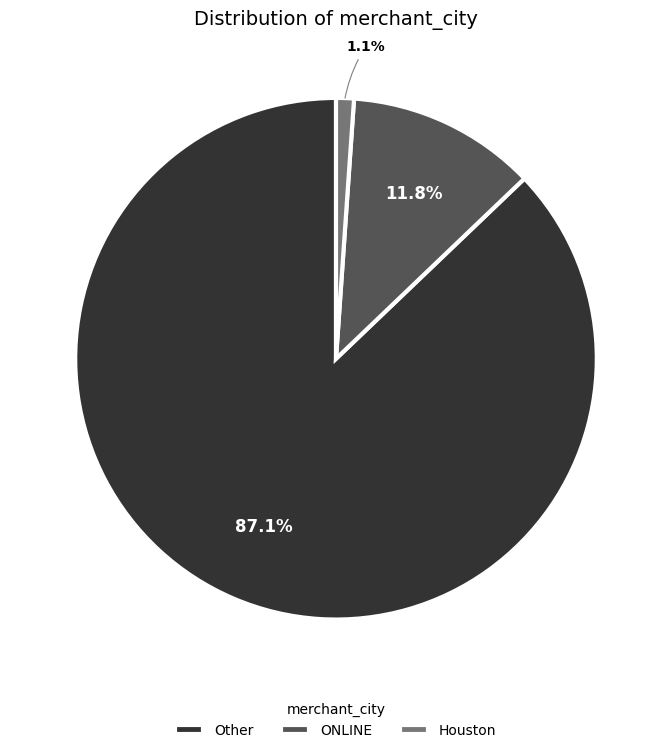 Distribution of merchant_city
1.1%
11.8%
87.1%
merchant_city
Other ONLINE Houston